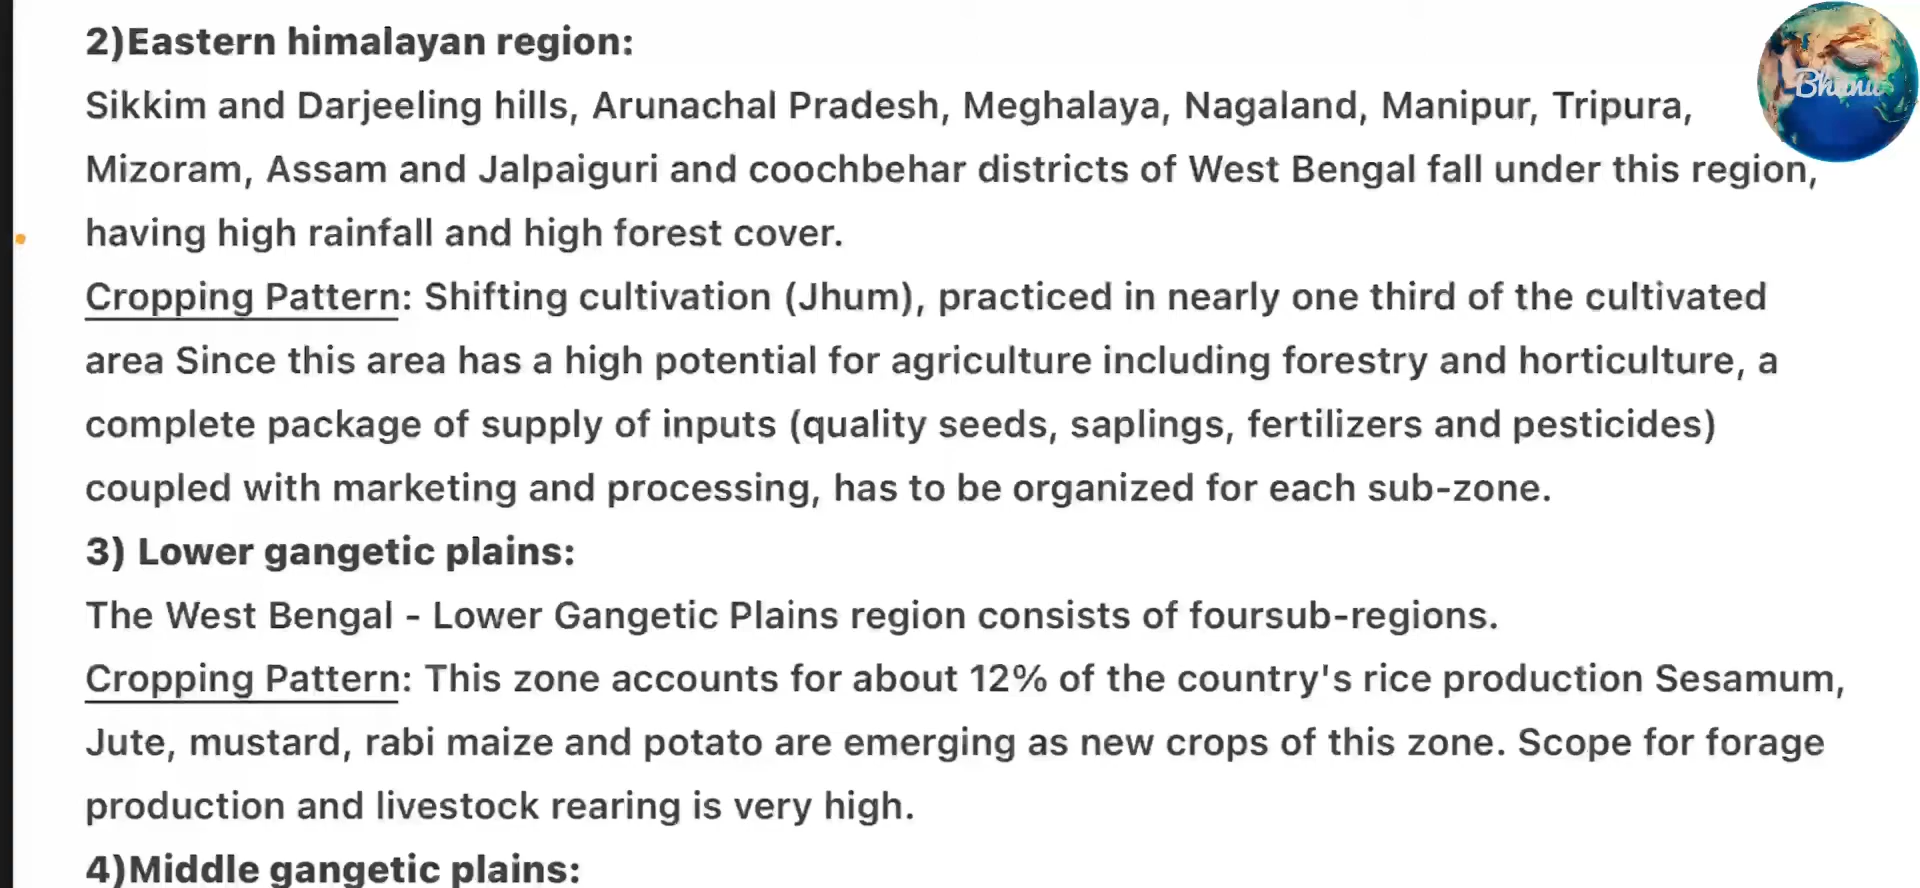 2)Eastern himalayan region:
Sikkim and Darjeeling hills, Arunachal Pradesh, Meghalaya, Nagaland, Manipur, Tripura,
Mizoram, Assam and Jalpaiguri and coochbehar districts of West Bengal fall under this region,
having high rainfall and high forest cover.
Cropping Pattern: Shifting cultivation (Jhum), practiced in nearly one third of the cultivated
area Since this area has a high potential for agriculture including forestry and horticulture, a
complete package of supply of inputs (quality seeds, saplings, fertilizers and pesticides)
coupled with marketing and processing, has to be organized for each sub-zone.
3) Lower gangetic plains:
The West Bengal - Lower Gangetic Plains region consists of foursub-regions.
Cropping Pattern: This zone accounts for about 12% of the country's rice production Sesamum,
Jute, mustard, rabi maize and potato are emerging as new crops of this zone. Scope for forage
production and livestock rearing is very high.
4)Middle gangetic plains: